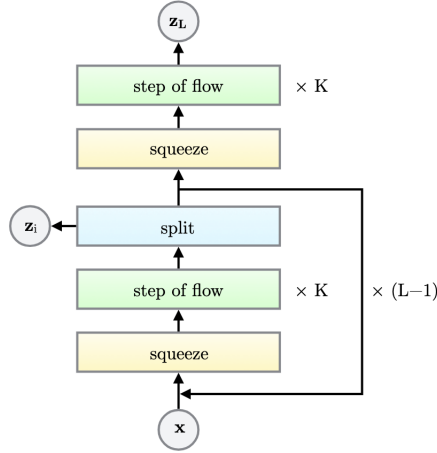 z_L
step of flow × K
squeeze
z_i split
step of flow × K × (L−1)
squeeze
x